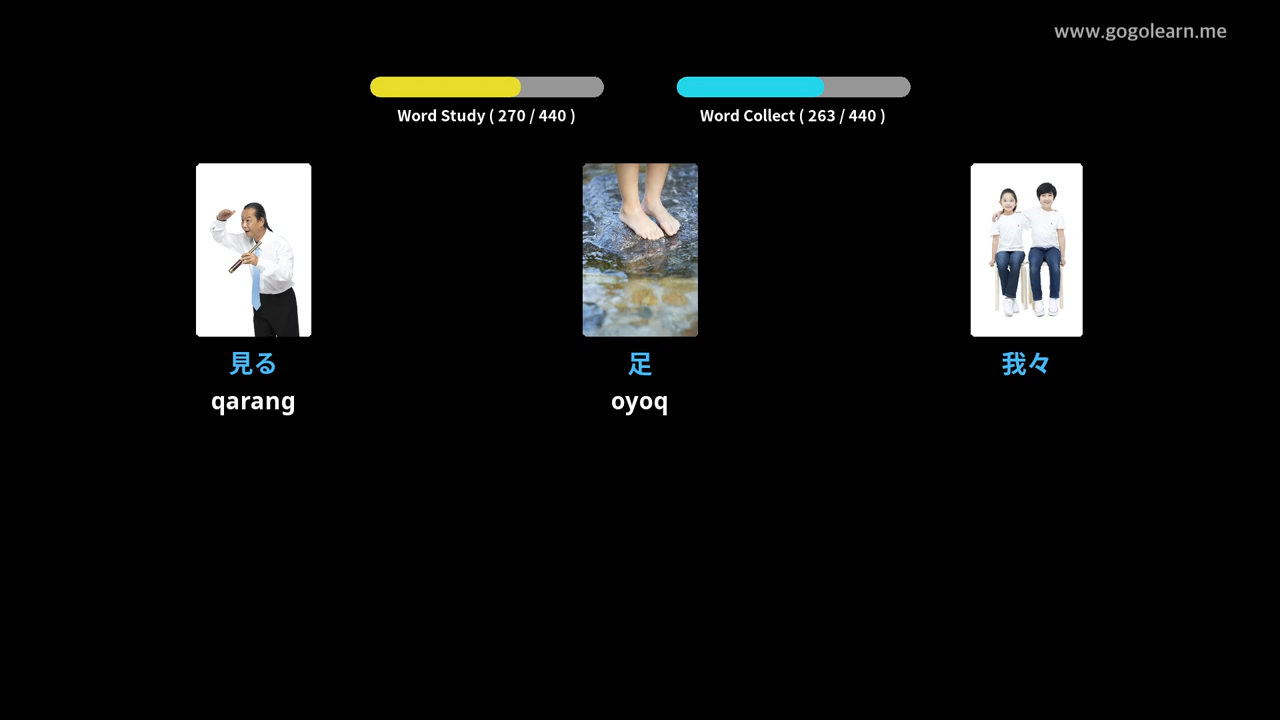 www.gogolearn.me
Word Study ( 270 / 440 )
Word Collect ( 263 / 440 )
見る
足
我々
qarang
oyoq